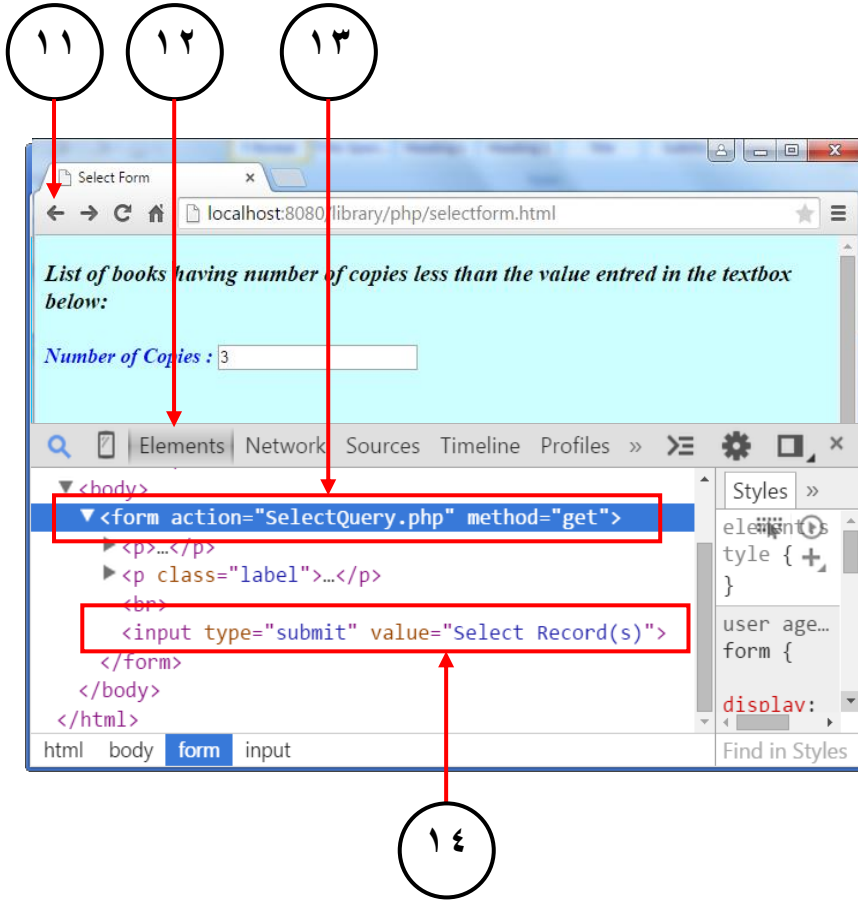 ١١ ١٢ ١٣
Select Form
localhost:8080/library/php/selectform.html
List of books having number of copies less than the value entred in the textbox
below:
Number of Copies : 3
Elements Network Sources Timeline Profiles »
<body>
<form action="SelectQuery.php" method="get">
<p>…</p>
<p class="label">…</p>
<br>
<input type="submit" value="Select Record(s)">
</form>
</body>
</html>
html body form input
Styles »
tyle {
}
user age…
form {
display:
Find in Styles
١٤